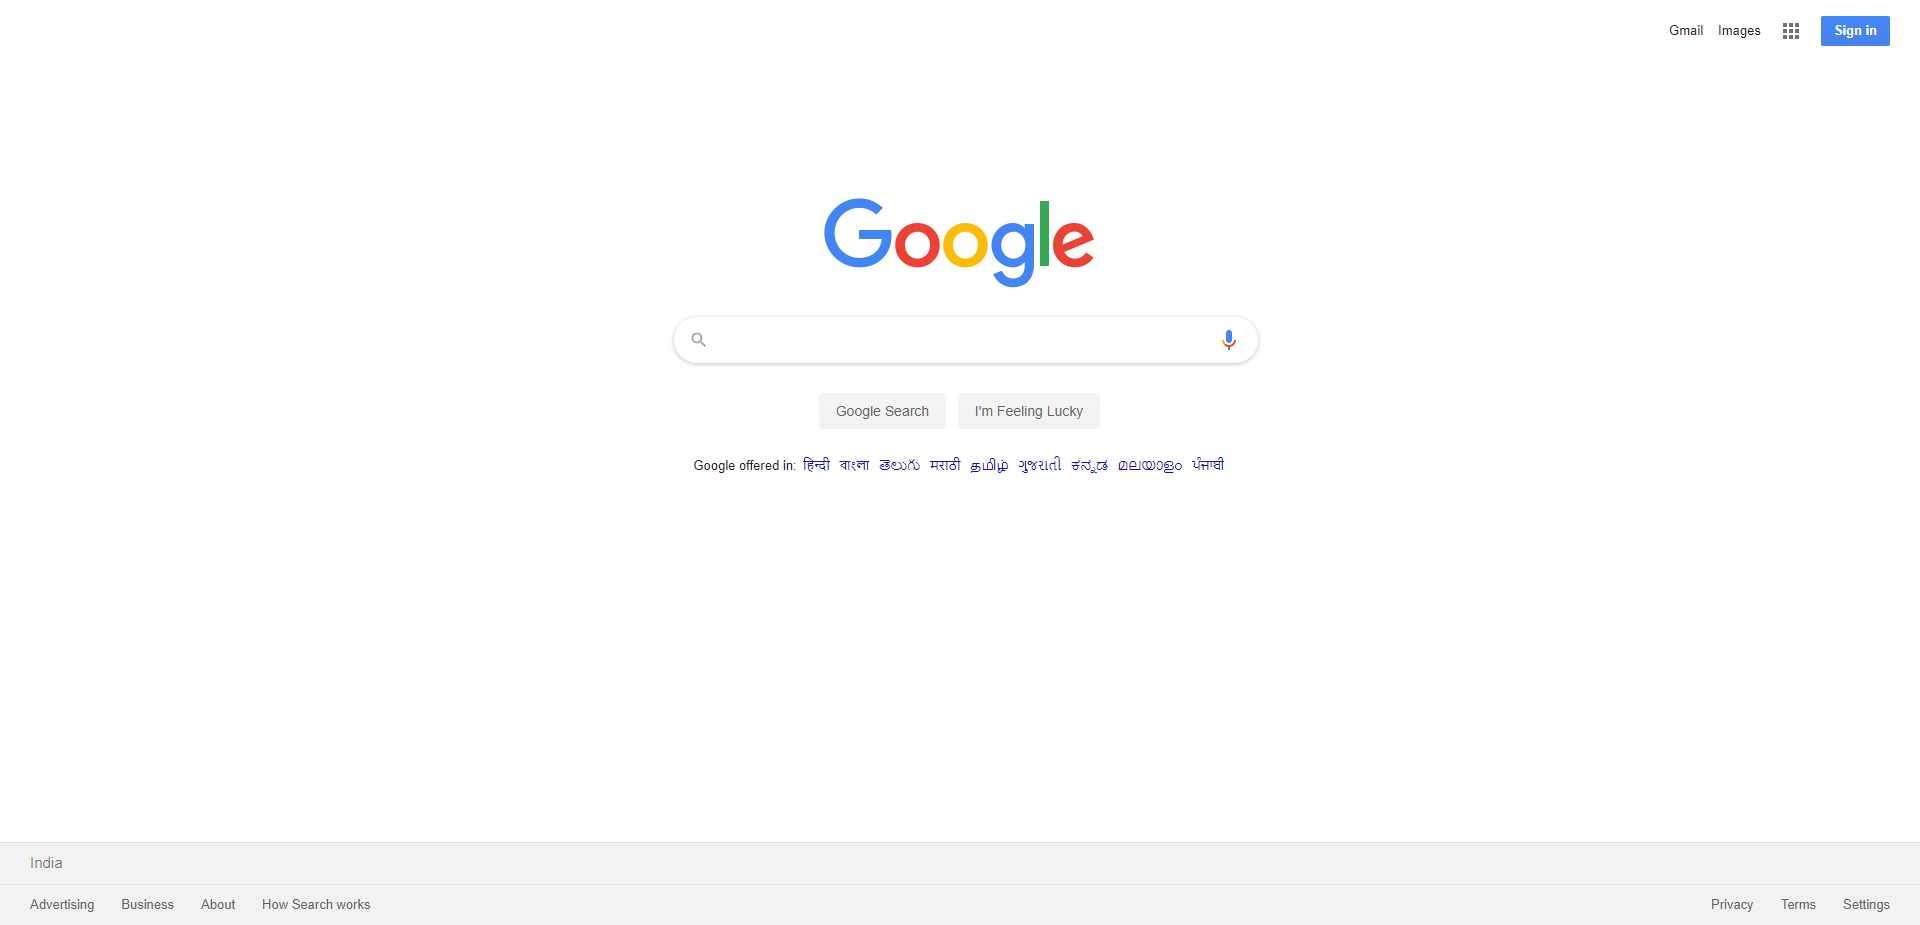 Gmail Images Sign in
Google
Google Search I'm Feeling Lucky
Google offered in: हिन्दी বাংলা తెలుగు मराठी தமிழ் ગુજરાતી ಕನ್ನಡ മലയാളം ਪੰਜਾਬੀ
India
Advertising Business About How Search works Privacy Terms Settings